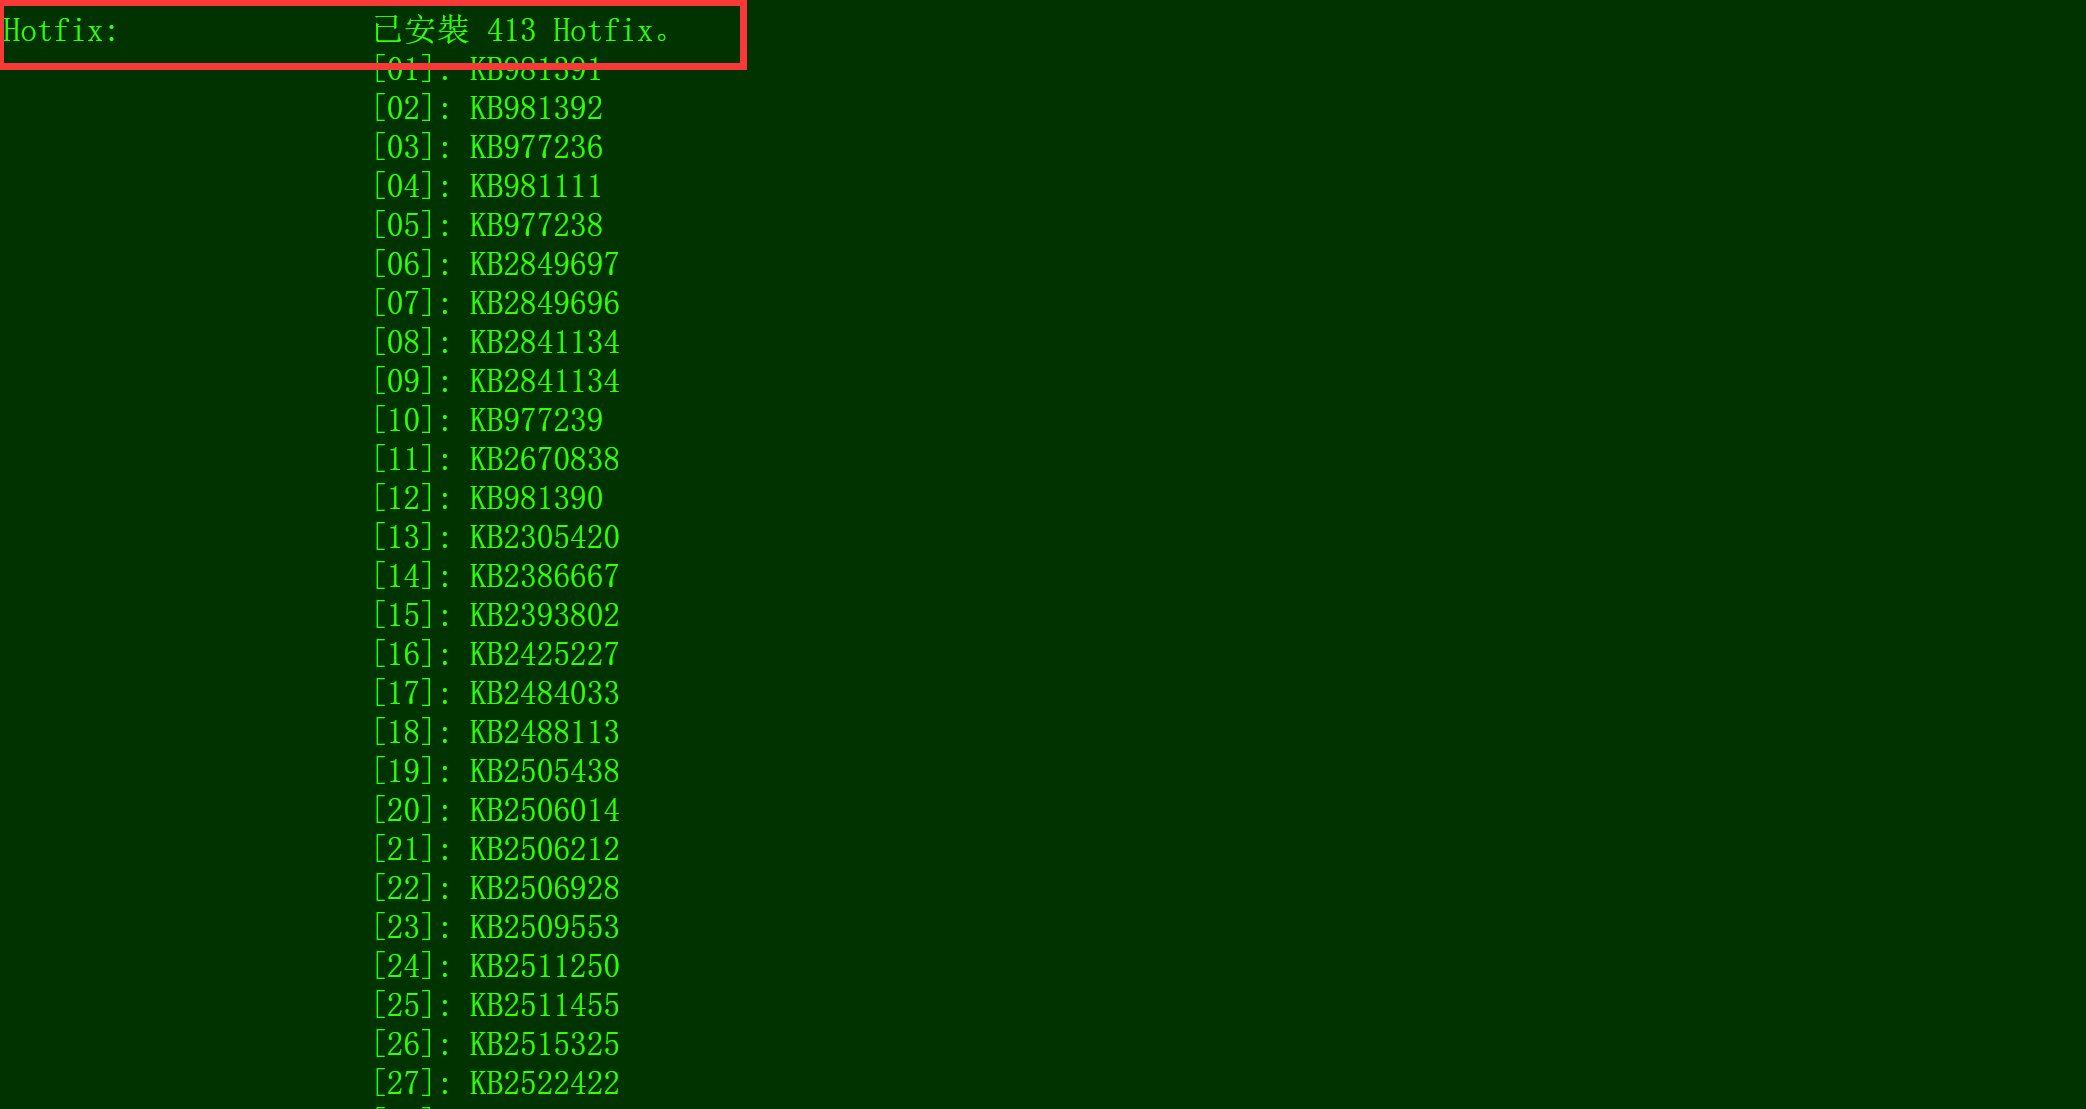 Hotfix: 已安裝 413 Hotfix。
[01]: KB981391
[02]: KB981392
[03]: KB977236
[04]: KB981111
[05]: KB977238
[06]: KB2849697
[07]: KB2849696
[08]: KB2841134
[09]: KB2841134
[10]: KB977239
[11]: KB2670838
[12]: KB981390
[13]: KB2305420
[14]: KB2386667
[15]: KB2393802
[16]: KB2425227
[17]: KB2484033
[18]: KB2488113
[19]: KB2505438
[20]: KB2506014
[21]: KB2506212
[22]: KB2506928
[23]: KB2509553
[24]: KB2511250
[25]: KB2511455
[26]: KB2515325
[27]: KB2522422